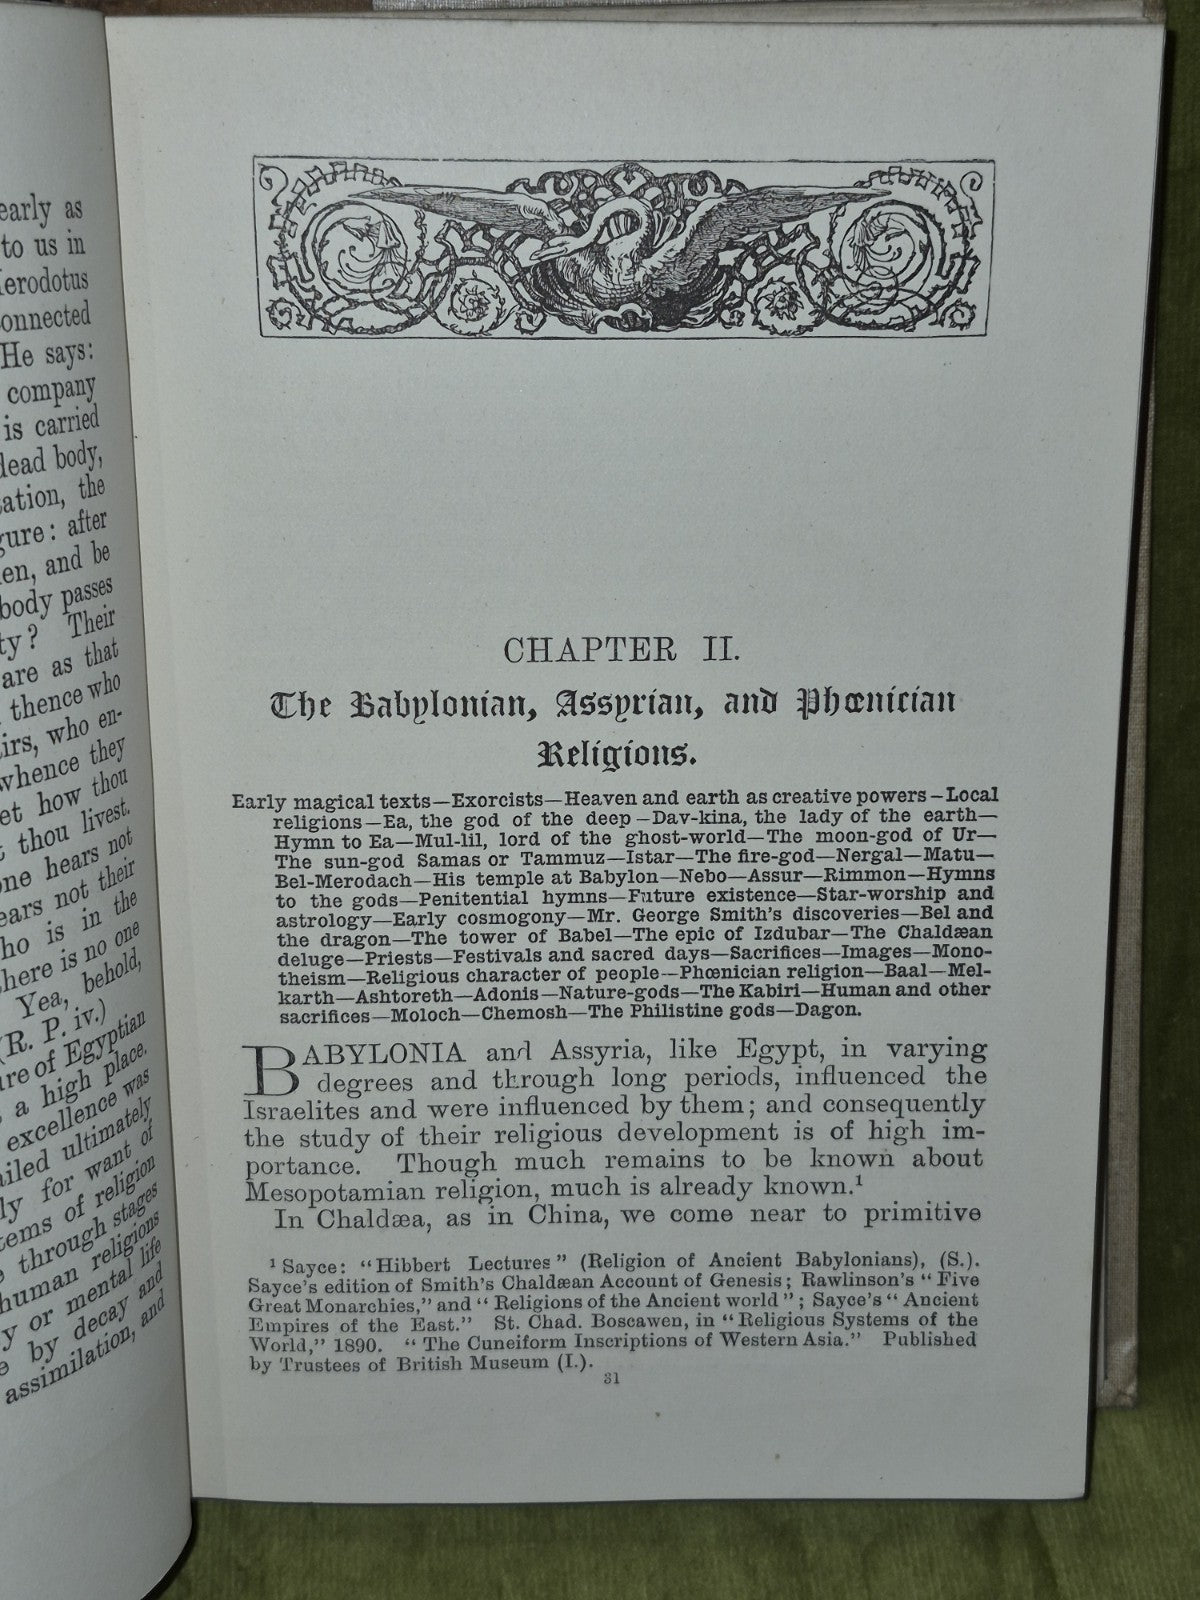 early as
to us in
erodotus
onnected
He says:
company
is carried
dead body,
tation, the
gure: after
en, and be
body passes
ty? Their
are as that
thence who
irs, who en-
whence they
et how thou
thou livest.
one hears not
ears not their
ho is in the
there is no one
Yea, behold,
(R. P. iv.)
ure of Egyptian
a high place.
excellence was
ailed ultimately
ly for want of
tems of religion
through stages
human religions
y or mental life
e by decay and
assimilation, and
CHAPTER II.
The Babylonian, Assyrian, and Phœnician
Religions.
Early magical texts—Exorcists—Heaven and earth as creative powers—Local
religions—Ea, the god of the deep—Dav-kina, the lady of the earth—
Hymn to Ea—Mul-lil, lord of the ghost-world—The moon-god of Ur—
The sun-god Samas or Tammuz—Istar—The fire-god—Nergal—Matu—
Bel-Merodach—His temple at Babylon—Nebo—Assur—Rimmon—Hymns
to the gods—Penitential hymns—Future existence—Star-worship and
astrology—Early cosmogony—Mr. George Smith's discoveries—Bel and
the dragon—The tower of Babel—The epic of Izdubar—The Chaldæan
deluge—Priests—Festivals and sacred days—Sacrifices—Images—Mono-
theism—Religious character of people—Phœnician religion—Baal—Mel-
karth—Ashtoreth—Adonis—Nature-gods—The Kabiri—Human and other
sacrifices—Moloch—Chemosh—The Philistine gods—Dagon.
BABYLONIA and Assyria, like Egypt, in varying
degrees and through long periods, influenced the
Israelites and were influenced by them; and consequently
the study of their religious development is of high im-
portance. Though much remains to be known about
Mesopotamian religion, much is already known.¹
In Chaldæa, as in China, we come near to primitive
¹ Sayce: "Hibbert Lectures" (Religion of Ancient Babylonians), (S.).
Sayce's edition of Smith's Chaldæan Account of Genesis; Rawlinson's "Five
Great Monarchies," and "Religions of the Ancient world"; Sayce's "Ancient
Empires of the East." St. Chad. Boscawen, in "Religious Systems of the
World," 1890. "The Cuneiform Inscriptions of Western Asia." Published
by Trustees of British Museum (I.).
31